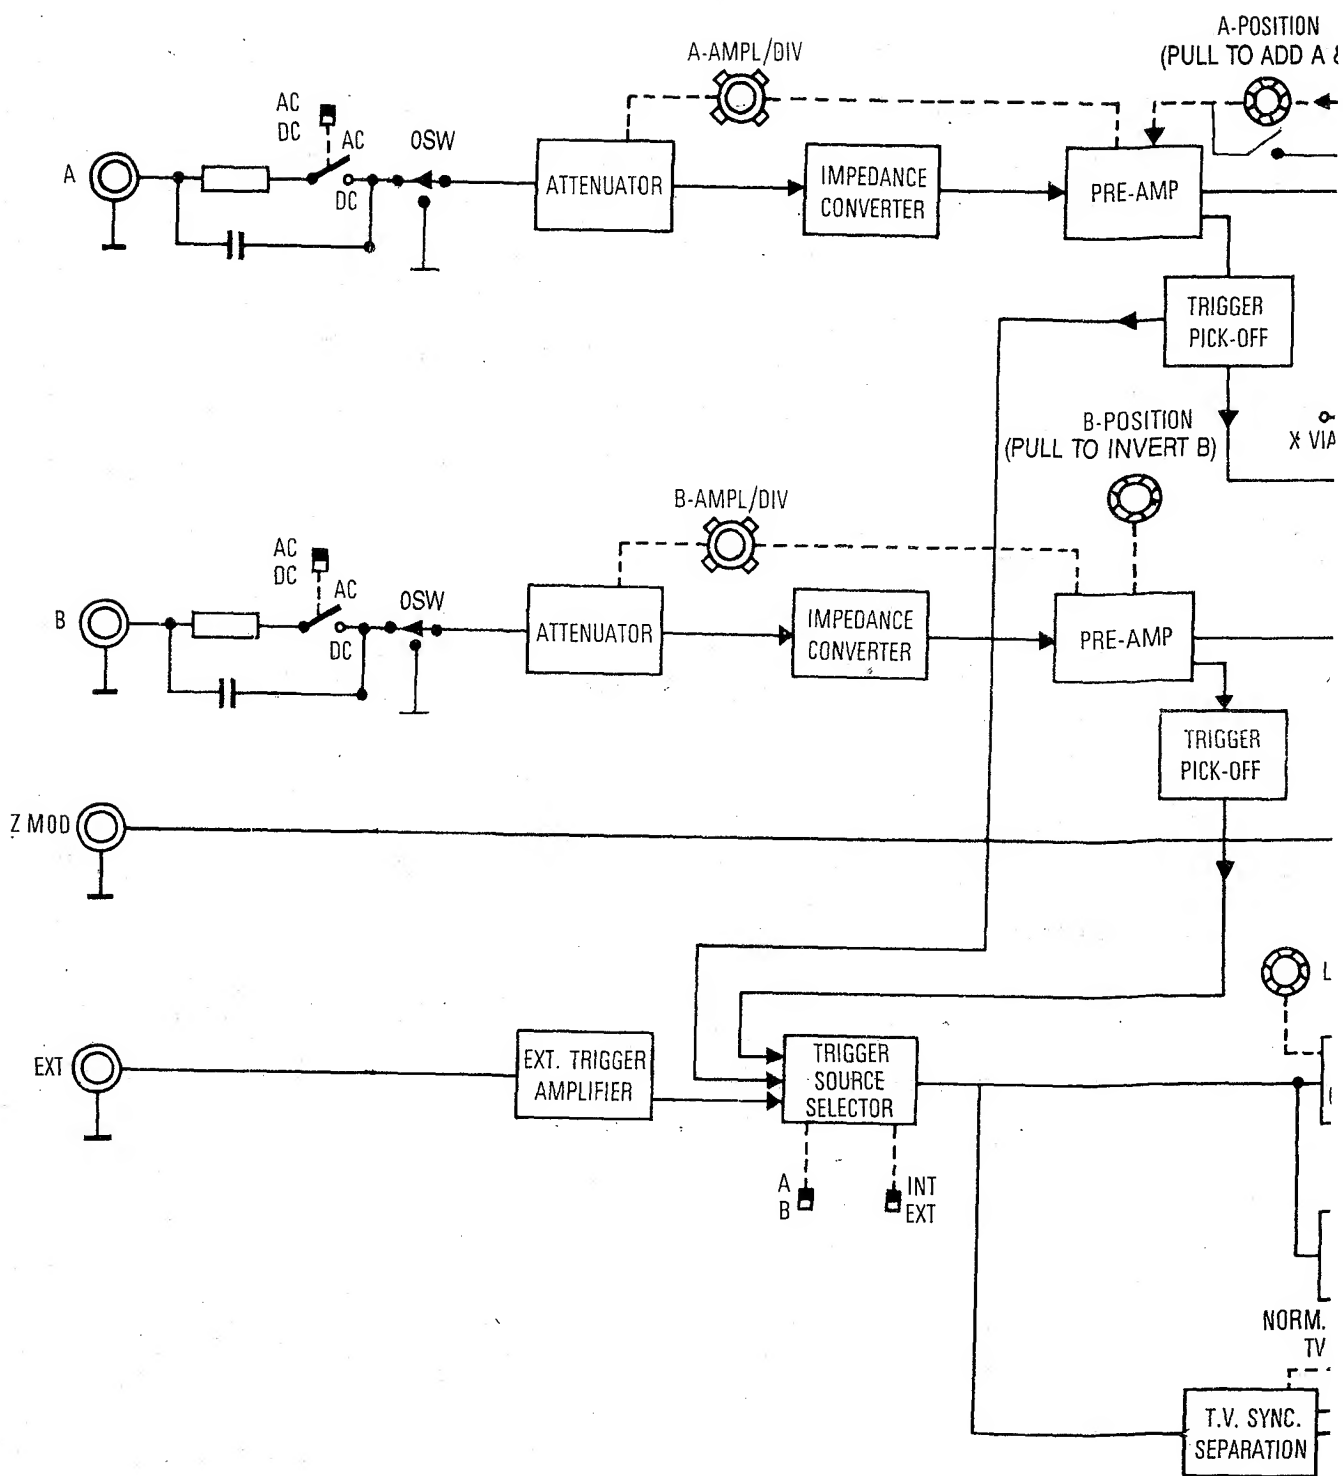 A-POSITION
(PULL TO ADD A &
A-AMPL/DIV
AC
DC
AC
OSW
DC
A
ATTENUATOR
IMPEDANCE
CONVERTER
PRE-AMP
TRIGGER
PICK-OFF
B-POSITION
(PULL TO INVERT B)
X VIA
B-AMPL/DIV
AC
DC
AC
OSW
DC
B
ATTENUATOR
IMPEDANCE
CONVERTER
PRE-AMP
TRIGGER
PICK-OFF
Z MOD
L
EXT
EXT. TRIGGER
AMPLIFIER
TRIGGER
SOURCE
SELECTOR
A
B
INT
EXT
NORM.
TV
T.V. SYNC.
SEPARATION